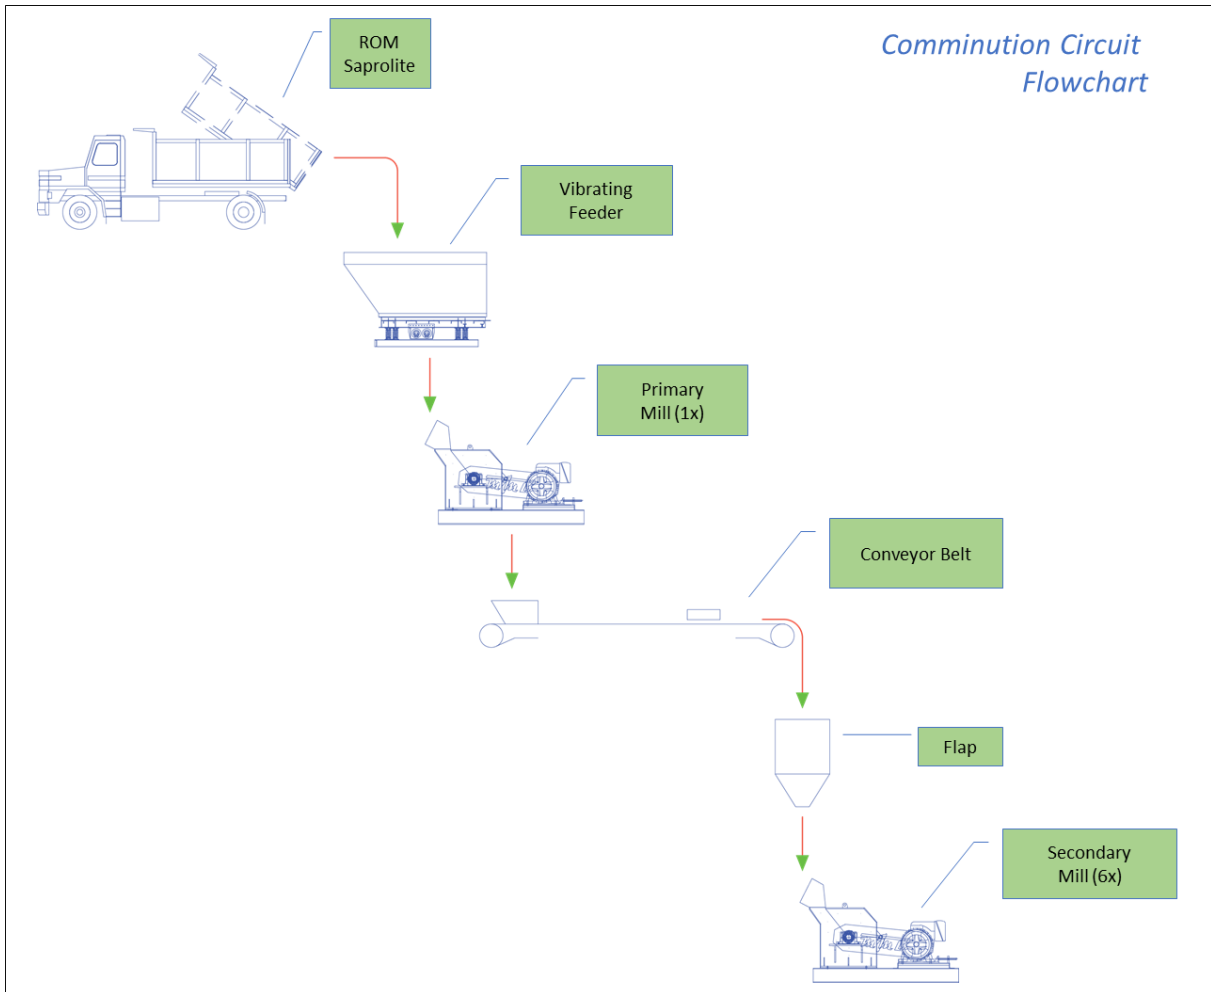 Comminution Circuit
Flowchart
ROM
Saprolite
Vibrating
Feeder
Primary
Mill (1x)
Conveyor Belt
Flap
Secondary
Mill (6x)